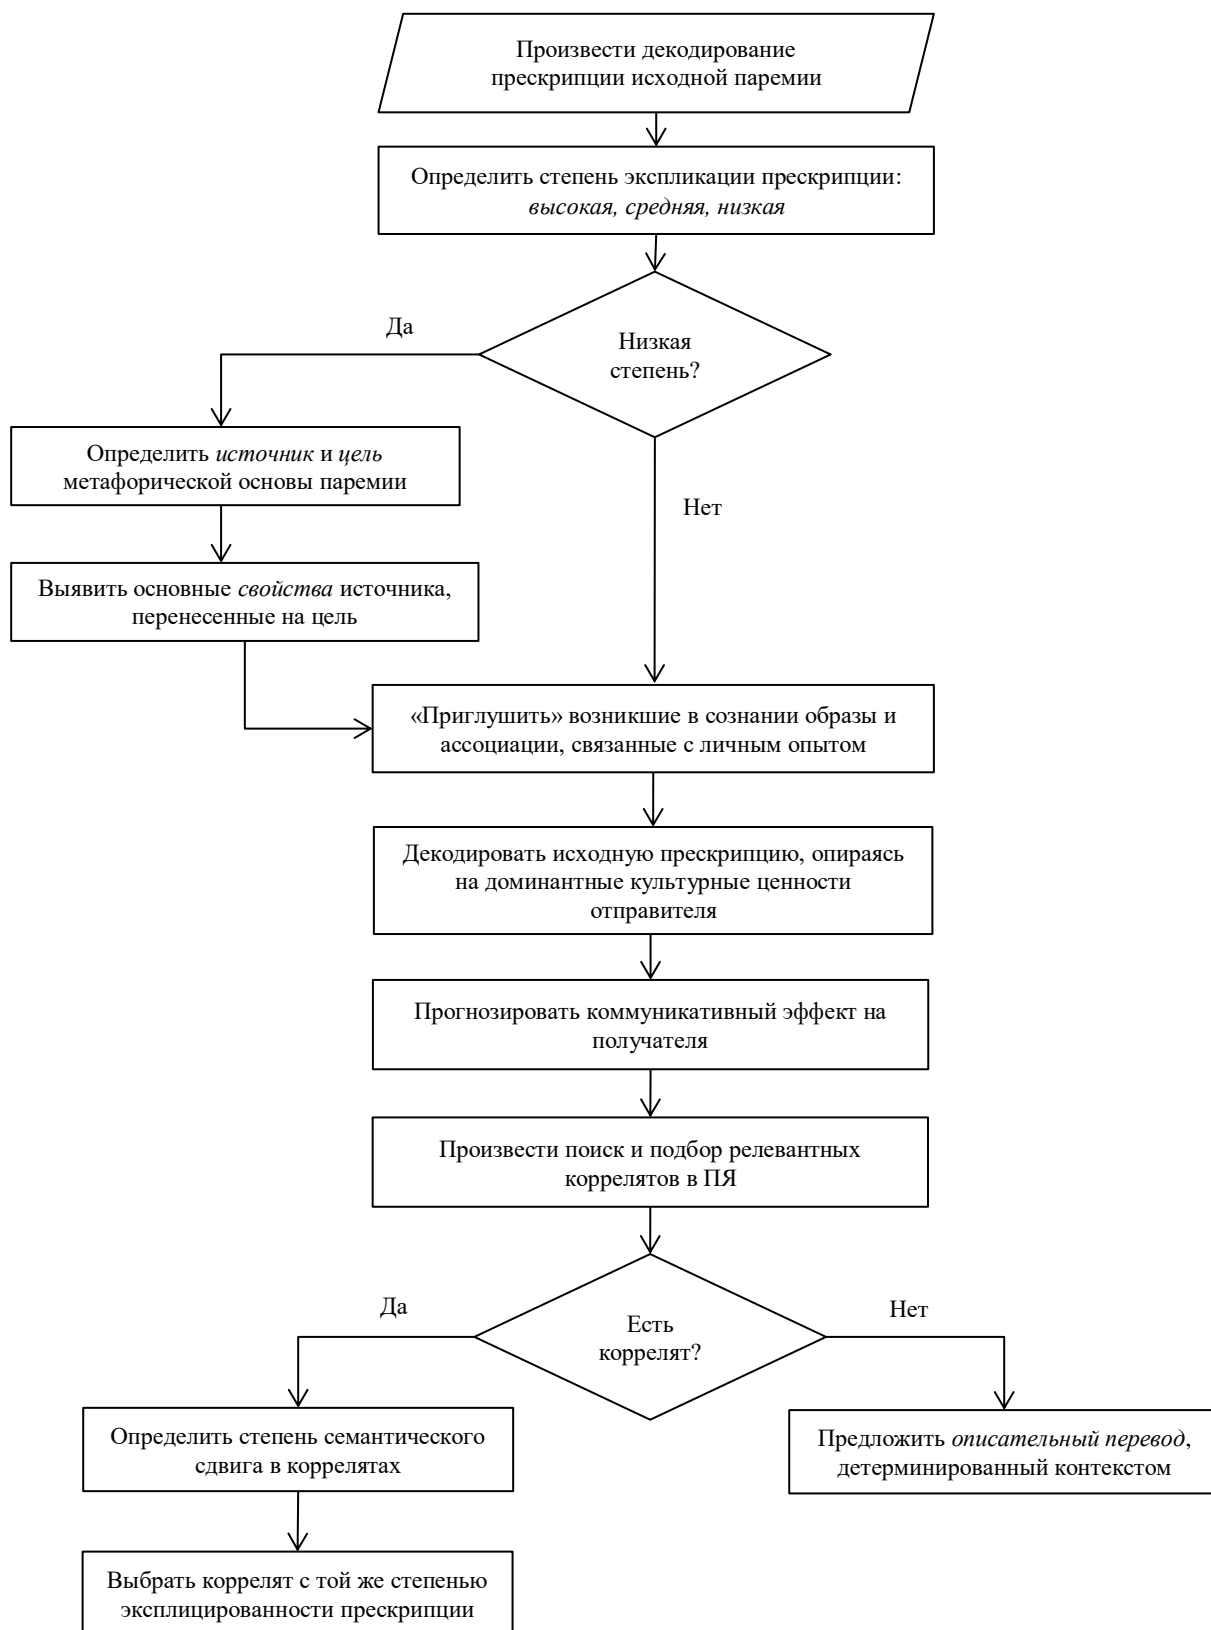 Произвести декодирование
прескрипции исходной паремии
Определить степень экспликации прескрипции:
высокая, средняя, низкая
Да
Низкая
степень?
Определить источник и цель
метафорической основы паремии
Нет
Выявить основные свойства источника,
перенесенные на цель
«Приглушить» возникшие в сознании образы и
ассоциации, связанные с личным опытом
Декодировать исходную прескрипцию, опираясь
на доминантные культурные ценности
отправителя
Прогнозировать коммуникативный эффект на
получателя
Произвести поиск и подбор релевантных
коррелятов в ПЯ
Да
Нет
Есть
коррелят?
Определить степень семантического
сдвига в коррелятах
Предложить описательный перевод,
детерминированный контекстом
Выбрать коррелят с той же степенью
эксплицированности прескрипции